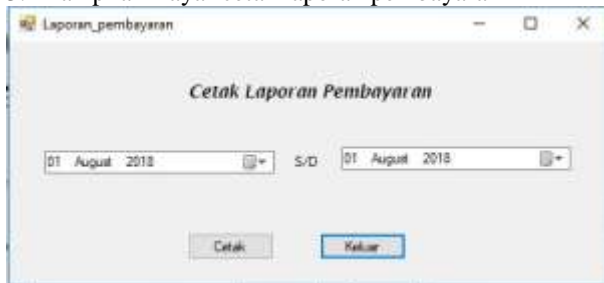 Laporan_pembayaran
Cetak Laporan Pembayaran
01 August 2018 S/D 01 August 2018
Cetak Keluar